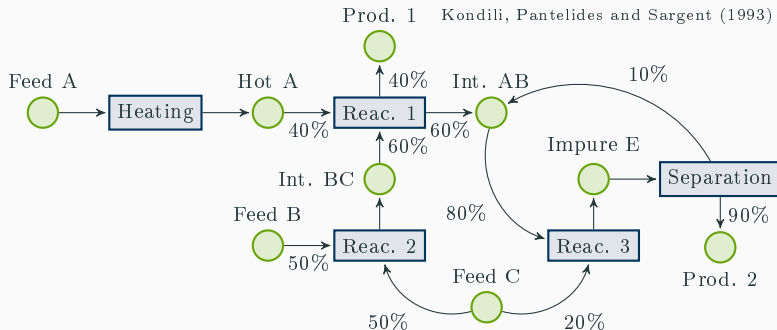 Prod. 1 Kondili, Pantelides and Sargent (1993)
Feed A Hot A 40% Int. AB 10%
Heating Reac. 1
40% 60%
60% Impure E
Int. BC Separation
Feed B 80% 90%
Reac. 2 Reac. 3
50%
Feed C Prod. 2
50% 20%